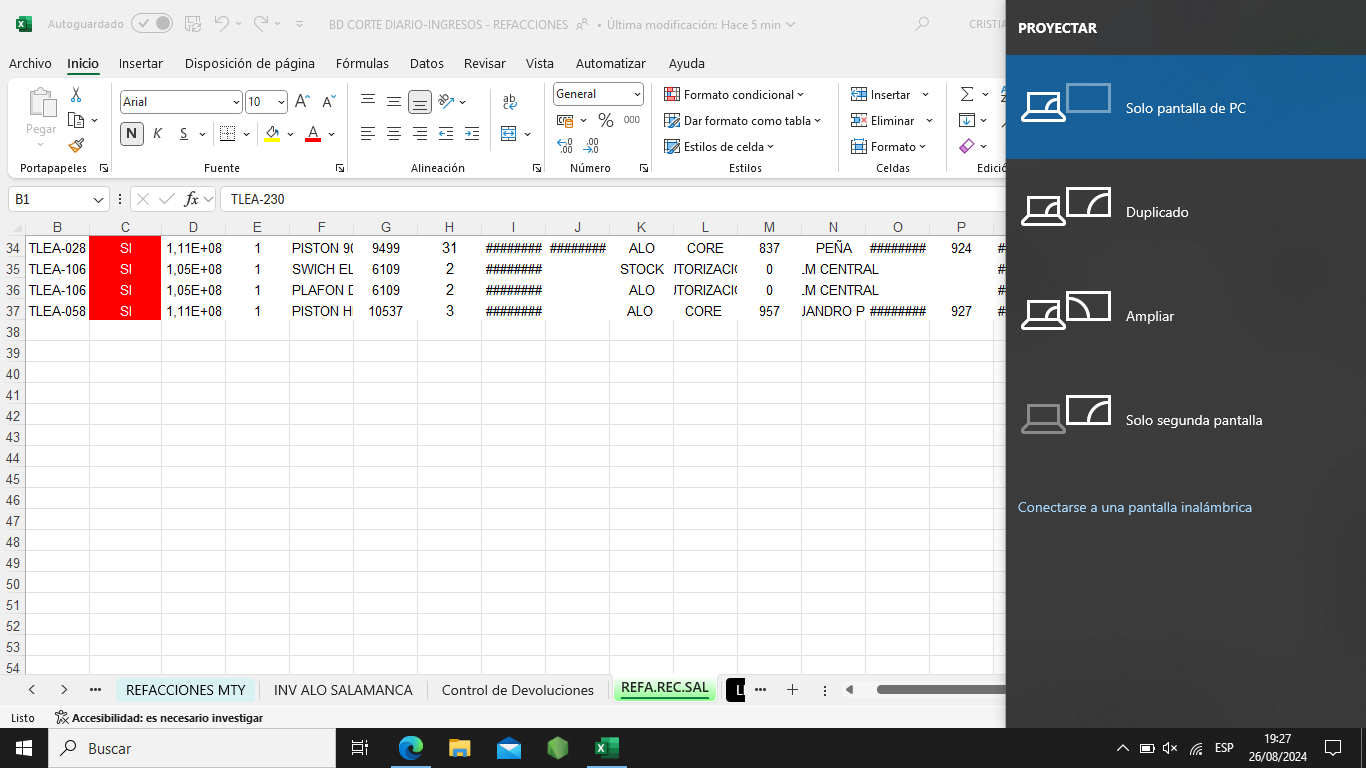 Autoguardado
BD CORTE DIARIO-INGRESOS - REFACCIONES • Última modificación: Hace 5 min
CRISTIA
Archivo Inicio Insertar Disposición de página Fórmulas Datos Revisar Vista Automatizar Ayuda
Pegar
Portapapeles
Arial 10
N K S
Fuente
ab
Alineación
General
% 000
Número
Formato condicional
Dar formato como tabla
Estilos de celda
Estilos
Insertar
Eliminar
Formato
Celdas
Edició
B1 fx TLEA-230
B C D E F G H I J K L M N O P
34 TLEA-028 SI 1,11E+08 1 PISTON 90 9499 31 ######## ######## ALO CORE 837 PEÑA ######## 924 #
35 TLEA-106 SI 1,05E+08 1 SWICH EL 6109 2 ######## STOCK UTORIZACIO 0 LM CENTRAL #
36 TLEA-106 SI 1,05E+08 1 PLAFON D 6109 2 ######## ALO UTORIZACIO 0 LM CENTRAL #
37 TLEA-058 SI 1,11E+08 1 PISTON H 10537 3 ######## ALO CORE 957 JANDRO P ######## 927 #
38
39
40
41
42
43
44
45
46
47
48
49
50
51
52
53
54
REFACCIONES MTY INV ALO SALAMANCA Control de Devoluciones REFA.REC.SAL
Listo Accesibilidad: es necesario investigar
PROYECTAR
Solo pantalla de PC
Duplicado
Ampliar
Solo segunda pantalla
Conectarse a una pantalla inalámbrica
Buscar
ESP
19:27
26/08/2024